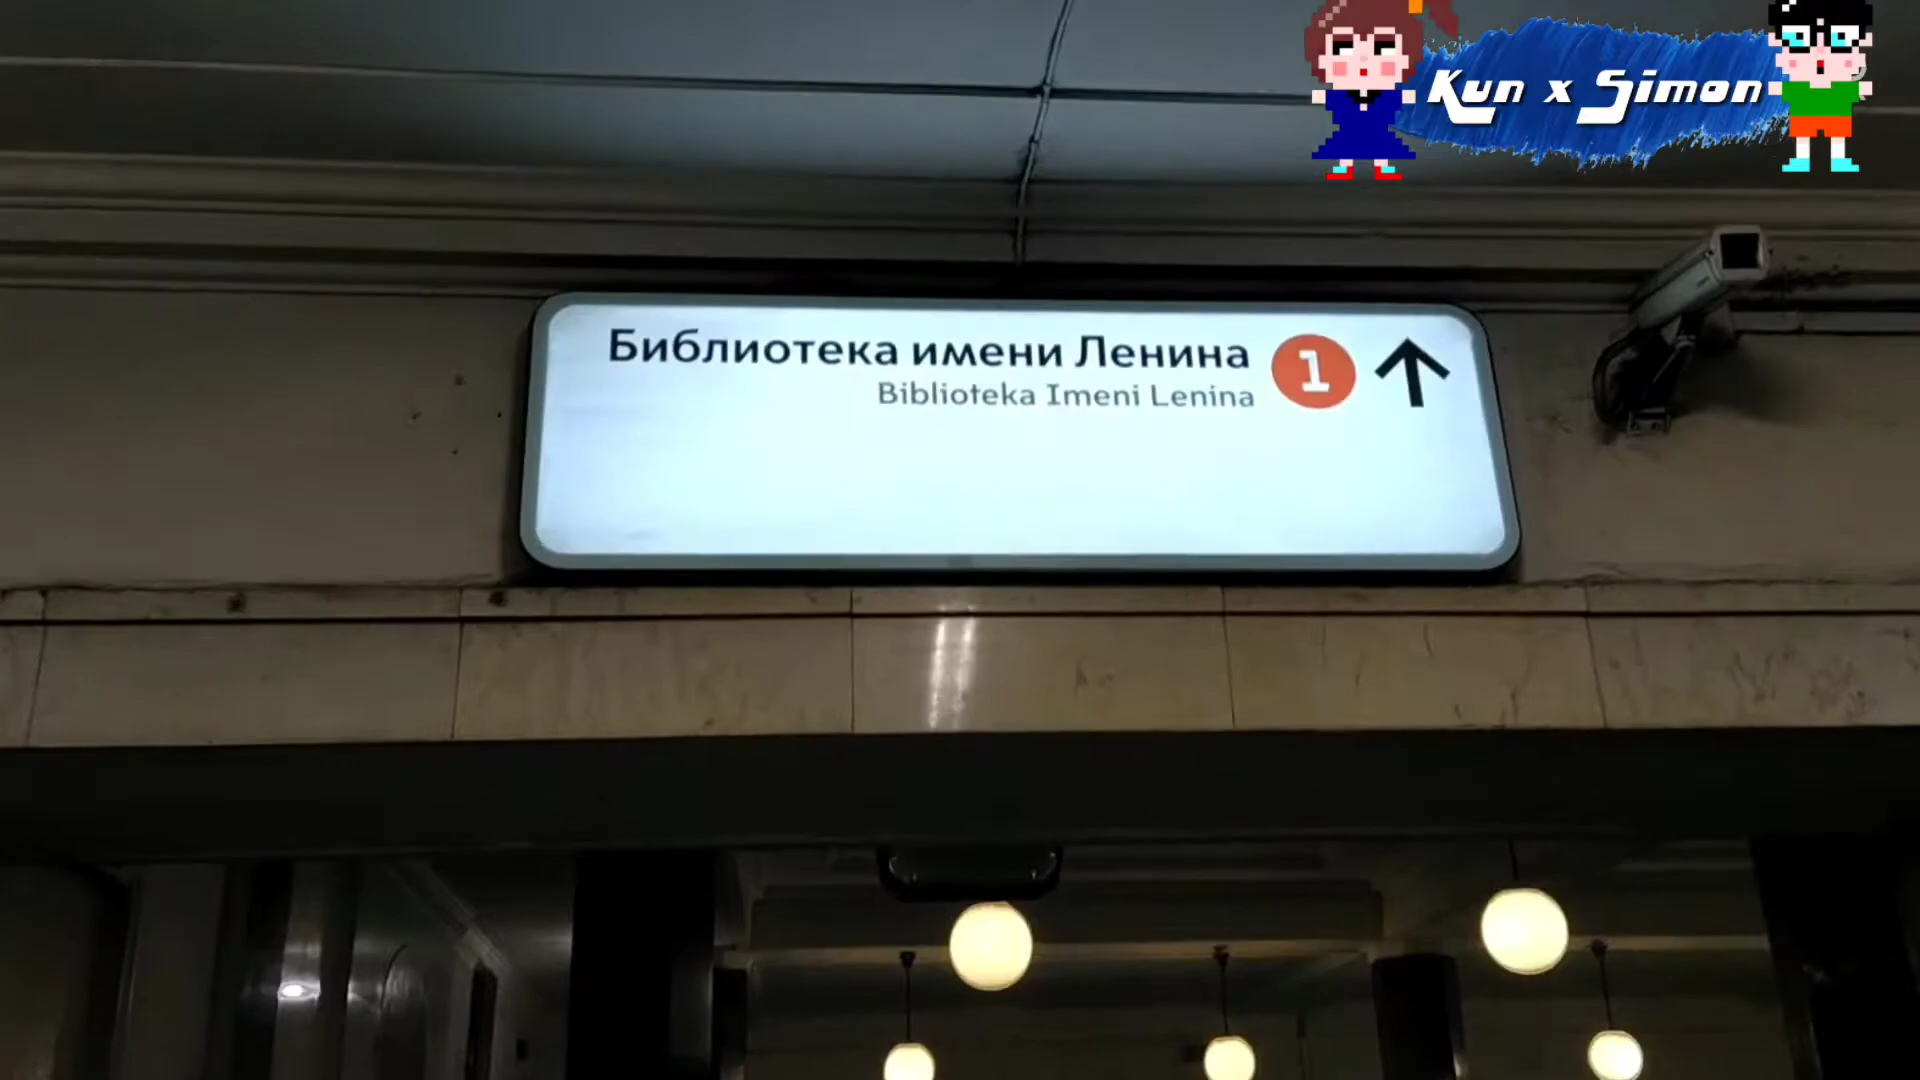 Kun x Simon
Библиотека имени Ленина 1
Biblioteka Imeni Lenina